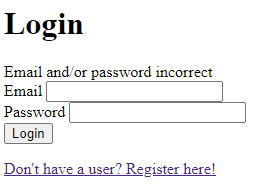 Login
Email and/or password incorrect
Email
Password
Login
Don't have a user? Register here!